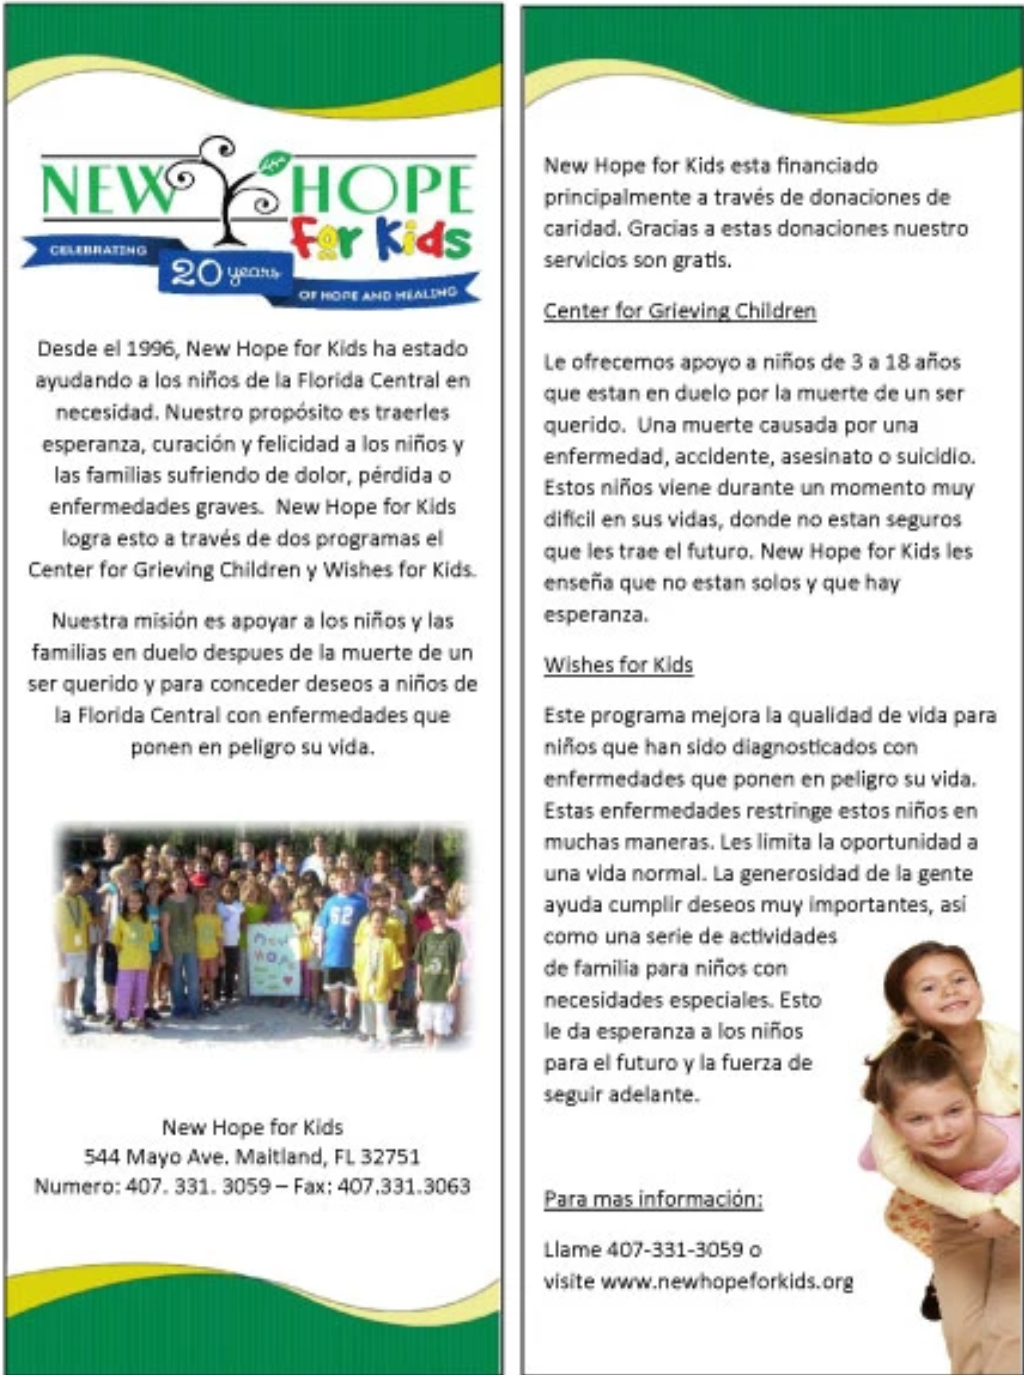 NEW HOPE
For Kids
CELEBRATING
20 years
OF HOPE AND HEALING
Desde el 1996, New Hope for Kids ha estado
ayudando a los niños de la Florida Central en
necesidad. Nuestro propósito es traerles
esperanza, curación y felicidad a los niños y
las familias sufriendo de dolor, pérdida o
enfermedades graves. New Hope for Kids
logra esto a través de dos programas el
Center for Grieving Children y Wishes for Kids.
Nuestra misión es apoyar a los niños y las
familias en duelo despues de la muerte de un
ser querido y para conceder deseos a niños de
la Florida Central con enfermedades que
ponen en peligro su vida.
62
New
HOPE
New Hope for Kids
544 Mayo Ave. Maitland, FL 32751
Numero: 407. 331. 3059 – Fax: 407.331.3063
New Hope for Kids esta financiado
principalmente a través de donaciones de
caridad. Gracias a estas donaciones nuestro
servicios son gratis.
Center for Grieving Children
Le ofrecemos apoyo a niños de 3 a 18 años
que estan en duelo por la muerte de un ser
querido. Una muerte causada por una
enfermedad, accidente, asesinato o suicidio.
Estos niños viene durante un momento muy
dificil en sus vidas, donde no estan seguros
que les trae el futuro. New Hope for Kids les
enseña que no estan solos y que hay
esperanza.
Wishes for Kids
Este programa mejora la qualidad de vida para
niños que han sido diagnosticados con
enfermedades que ponen en peligro su vida.
Estas enfermedades restringe estos niños en
muchas maneras. Les limita la oportunidad a
una vida normal. La generosidad de la gente
ayuda cumplir deseos muy importantes, asi
como una serie de actividades
de familia para niños con
necesidades especiales. Esto
le da esperanza a los niños
para el futuro y la fuerza de
seguir adelante.
Para mas información:
Llame 407-331-3059 o
visite www.newhopeforkids.org